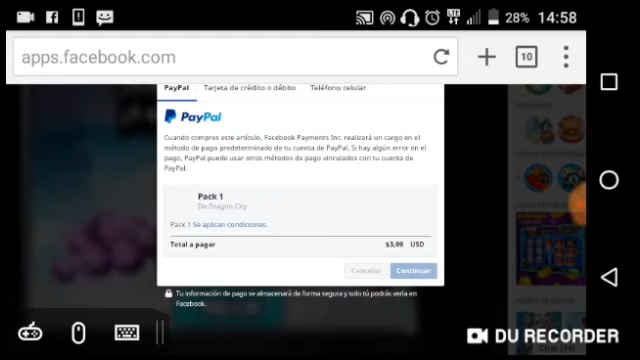 28% 14:58
apps.facebook.com
10
PayPal Tarjeta de crédito o débito Teléfono celular
PayPal
Cuando compres este artículo, Facebook Payments Inc. realizará un cargo en el
método de pago predeterminado de tu cuenta de PayPal. Si hay algún error en el
pago, PayPal puede usar otros métodos de pago vinculados con tu cuenta de
PayPal.
Pack 1
De Dragon City
Pack 1 Se aplican condiciones.
Total a pagar $3,99 USD
Cancelar Continuar
Tu información de pago se almacenará de forma segura y solo tú podrás verla en
Facebook.
DU RECORDER